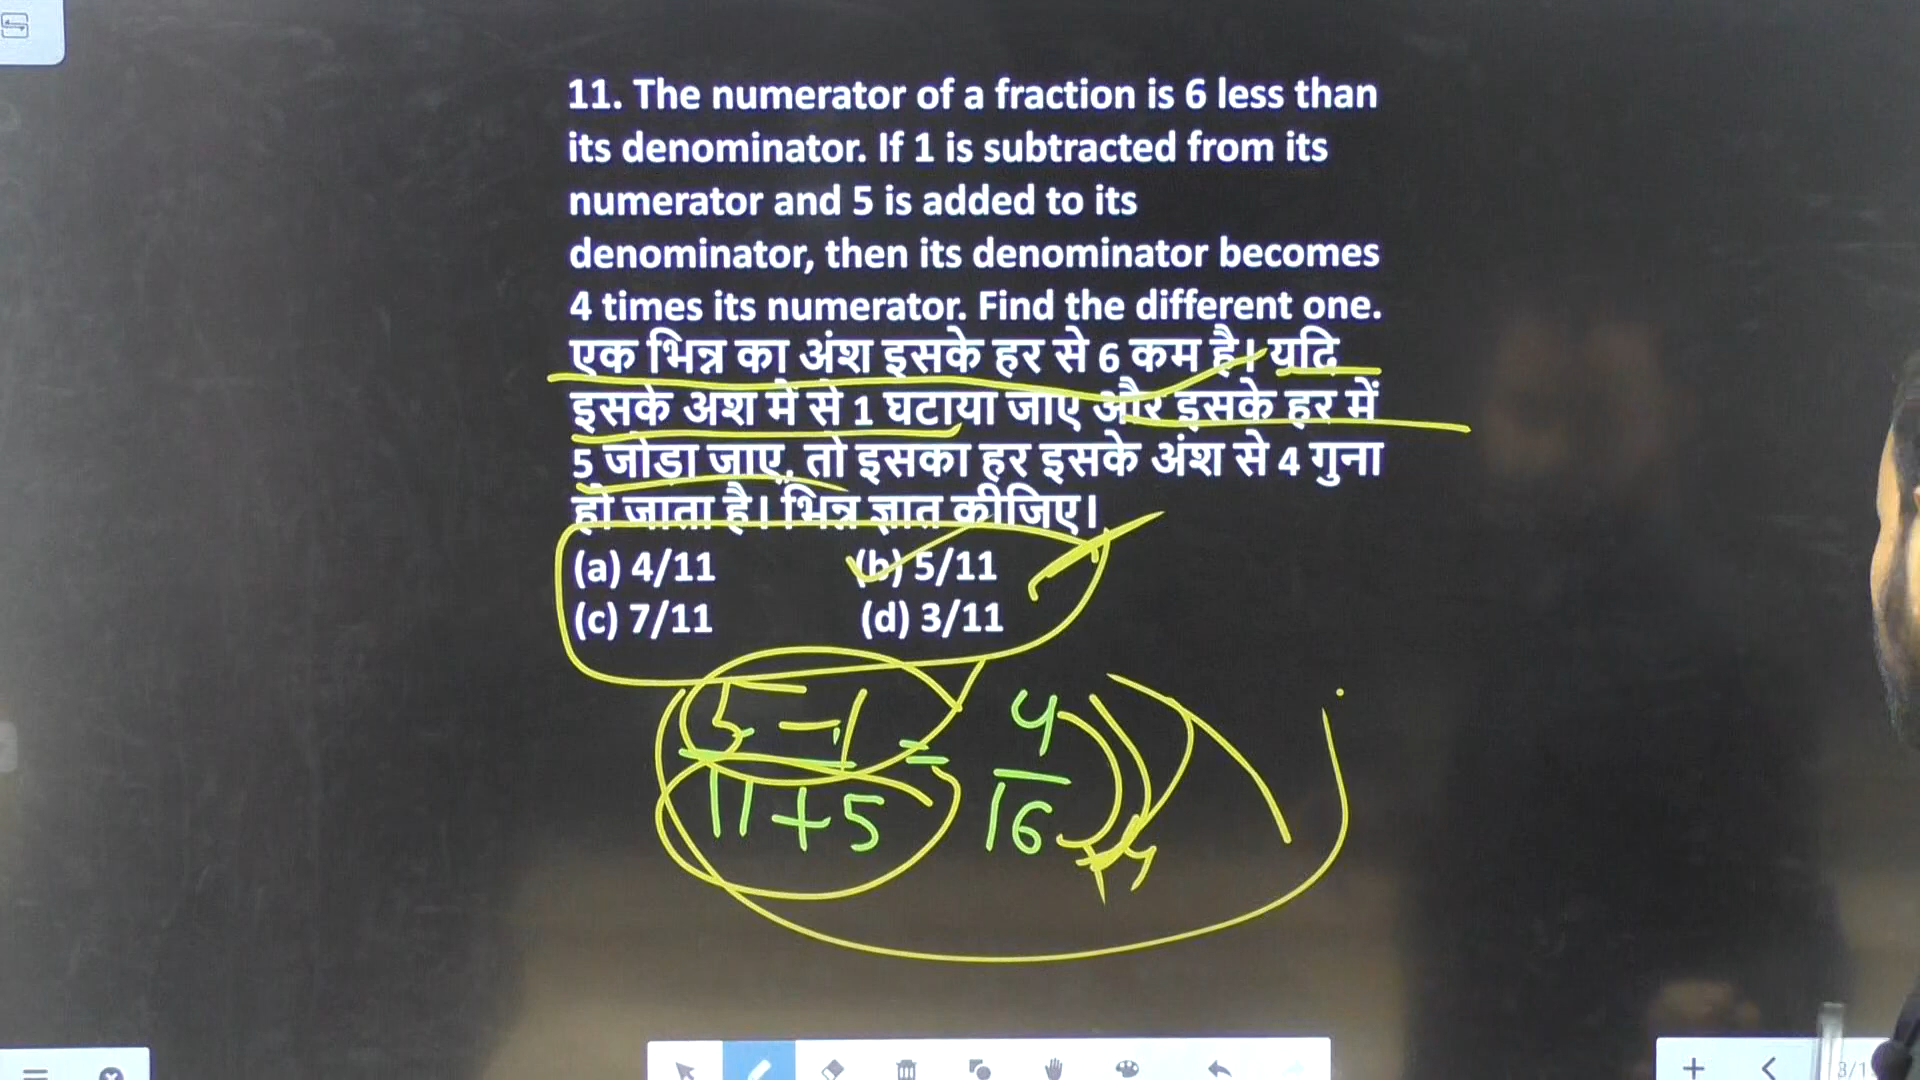 11. The numerator of a fraction is 6 less than
its denominator. If 1 is subtracted from its
numerator and 5 is added to its
denominator, then its denominator becomes
4 times its numerator. Find the different one.
एक भिन्न का अंश इसके हर से 6 कम है। यदि
इसके अंश में से 1 घटाया जाए और इसके हर में
5 जोड़ा जाए, तो इसका हर इसके अंश से 4 गुना
हो जाता है। भिन्न ज्ञात कीजिए।
(a) 4/11 (b) 5/11
(c) 7/11 (d) 3/11
5 - 1 = 4
11 + 5 16